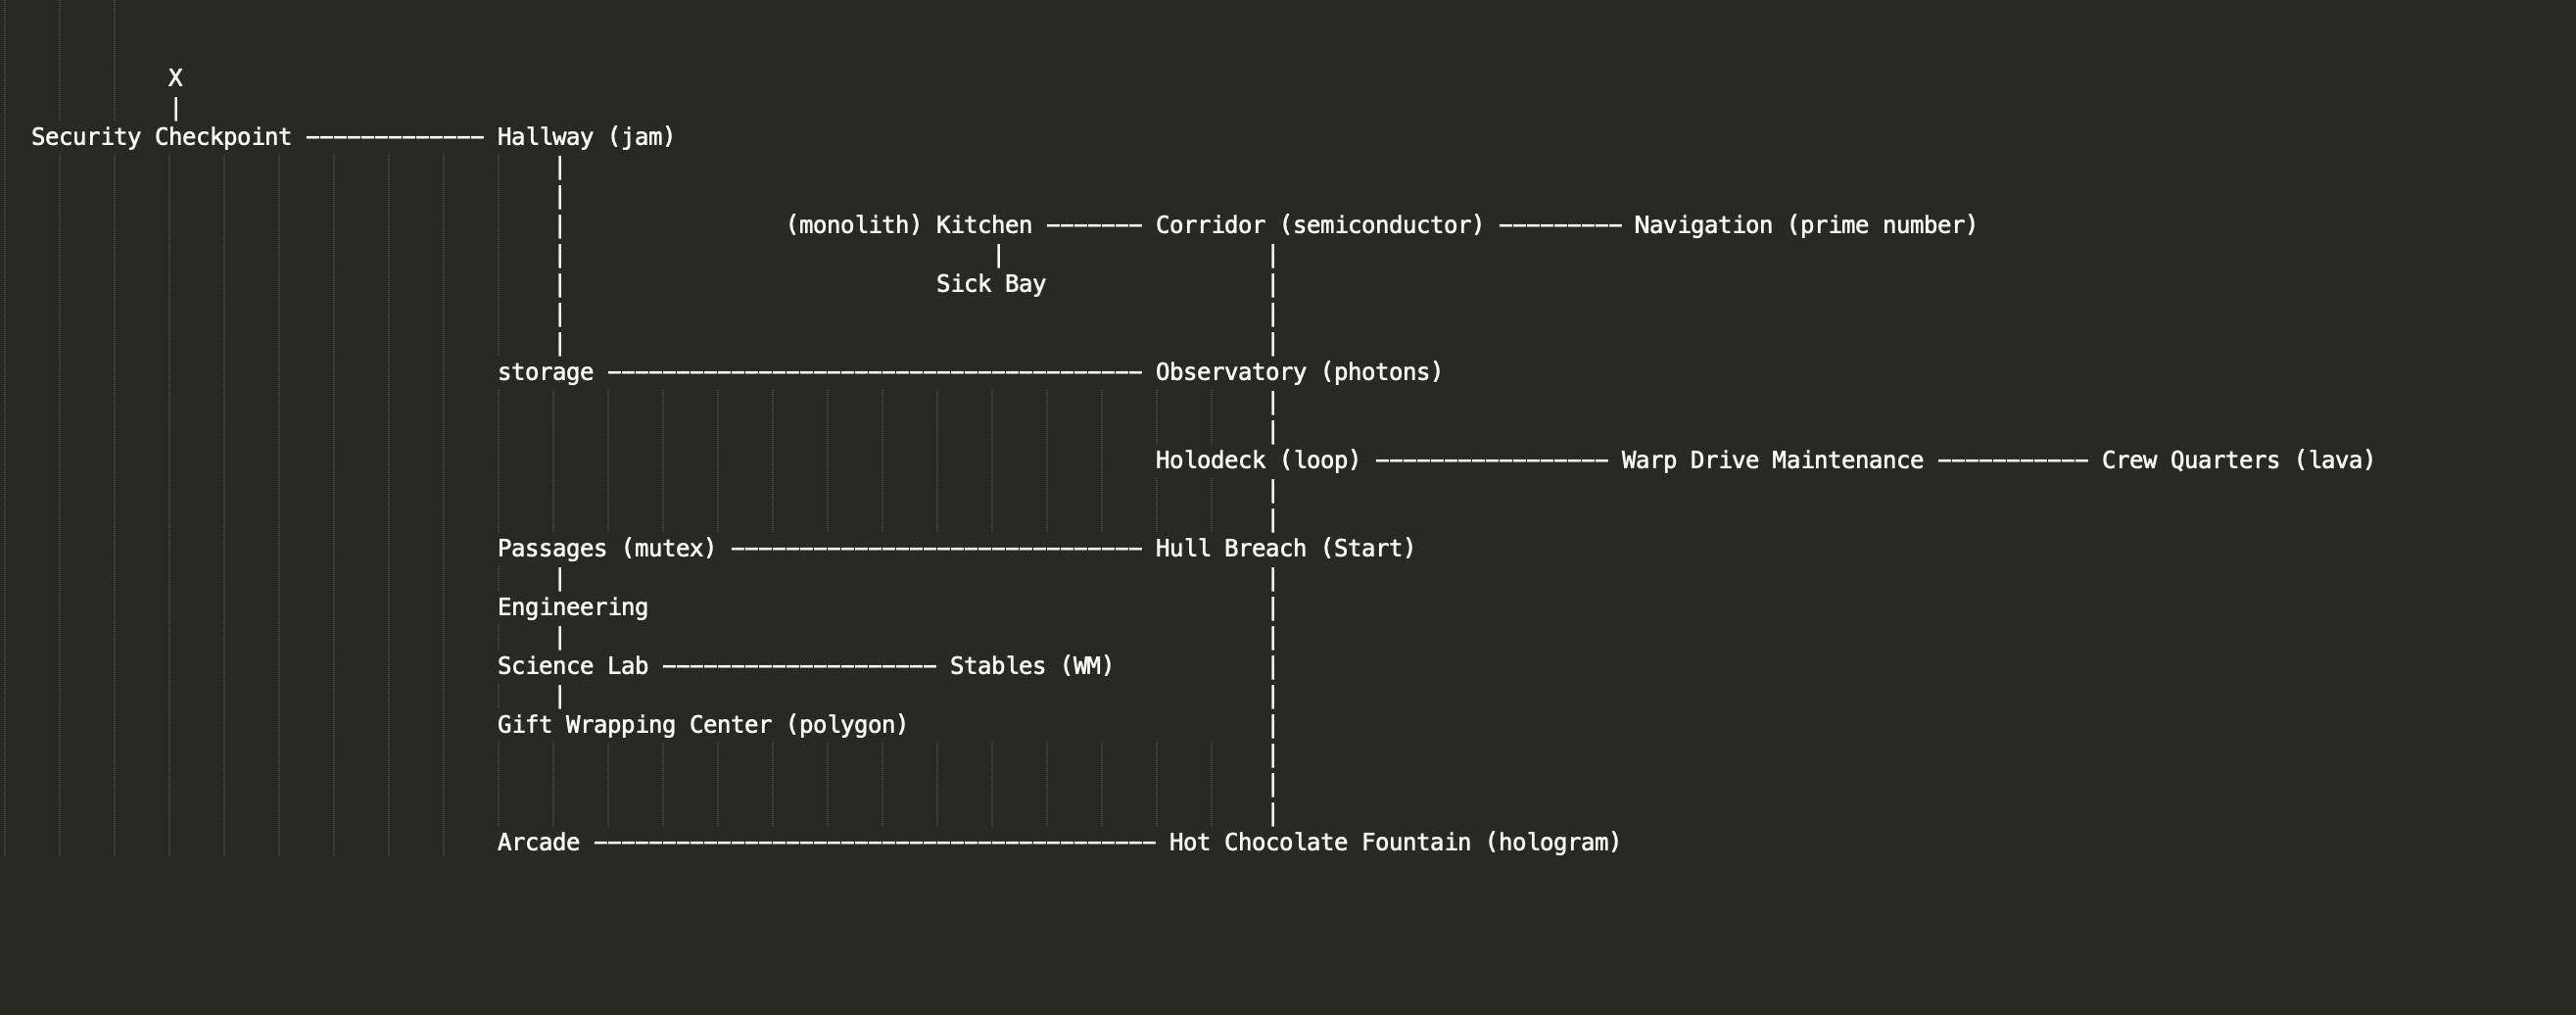 X
Security Checkpoint ------------- Hallway (jam)
(monolith) Kitchen ------- Corridor (semiconductor) --------- Navigation (prime number)
Sick Bay
storage --------------------------------------- Observatory (photons)
Holodeck (loop) ----------------- Warp Drive Maintenance ----------- Crew Quarters (lava)
Passages (mutex) ------------------------------ Hull Breach (Start)
Engineering
Science Lab -------------------- Stables (WM)
Gift Wrapping Center (polygon)
Arcade ----------------------------------------- Hot Chocolate Fountain (hologram)